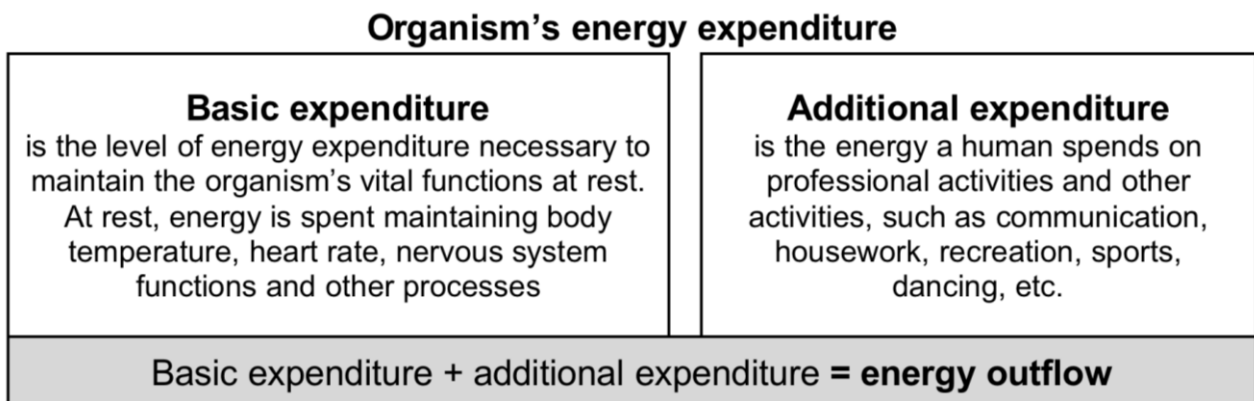 Organism's energy expenditure
Basic expenditure
is the level of energy expenditure necessary to
maintain the organism's vital functions at rest.
At rest, energy is spent maintaining body
temperature, heart rate, nervous system
functions and other processes
Additional expenditure
is the energy a human spends on
professional activities and other
activities, such as communication,
housework, recreation, sports,
dancing, etc.
Basic expenditure + additional expenditure = energy outflow